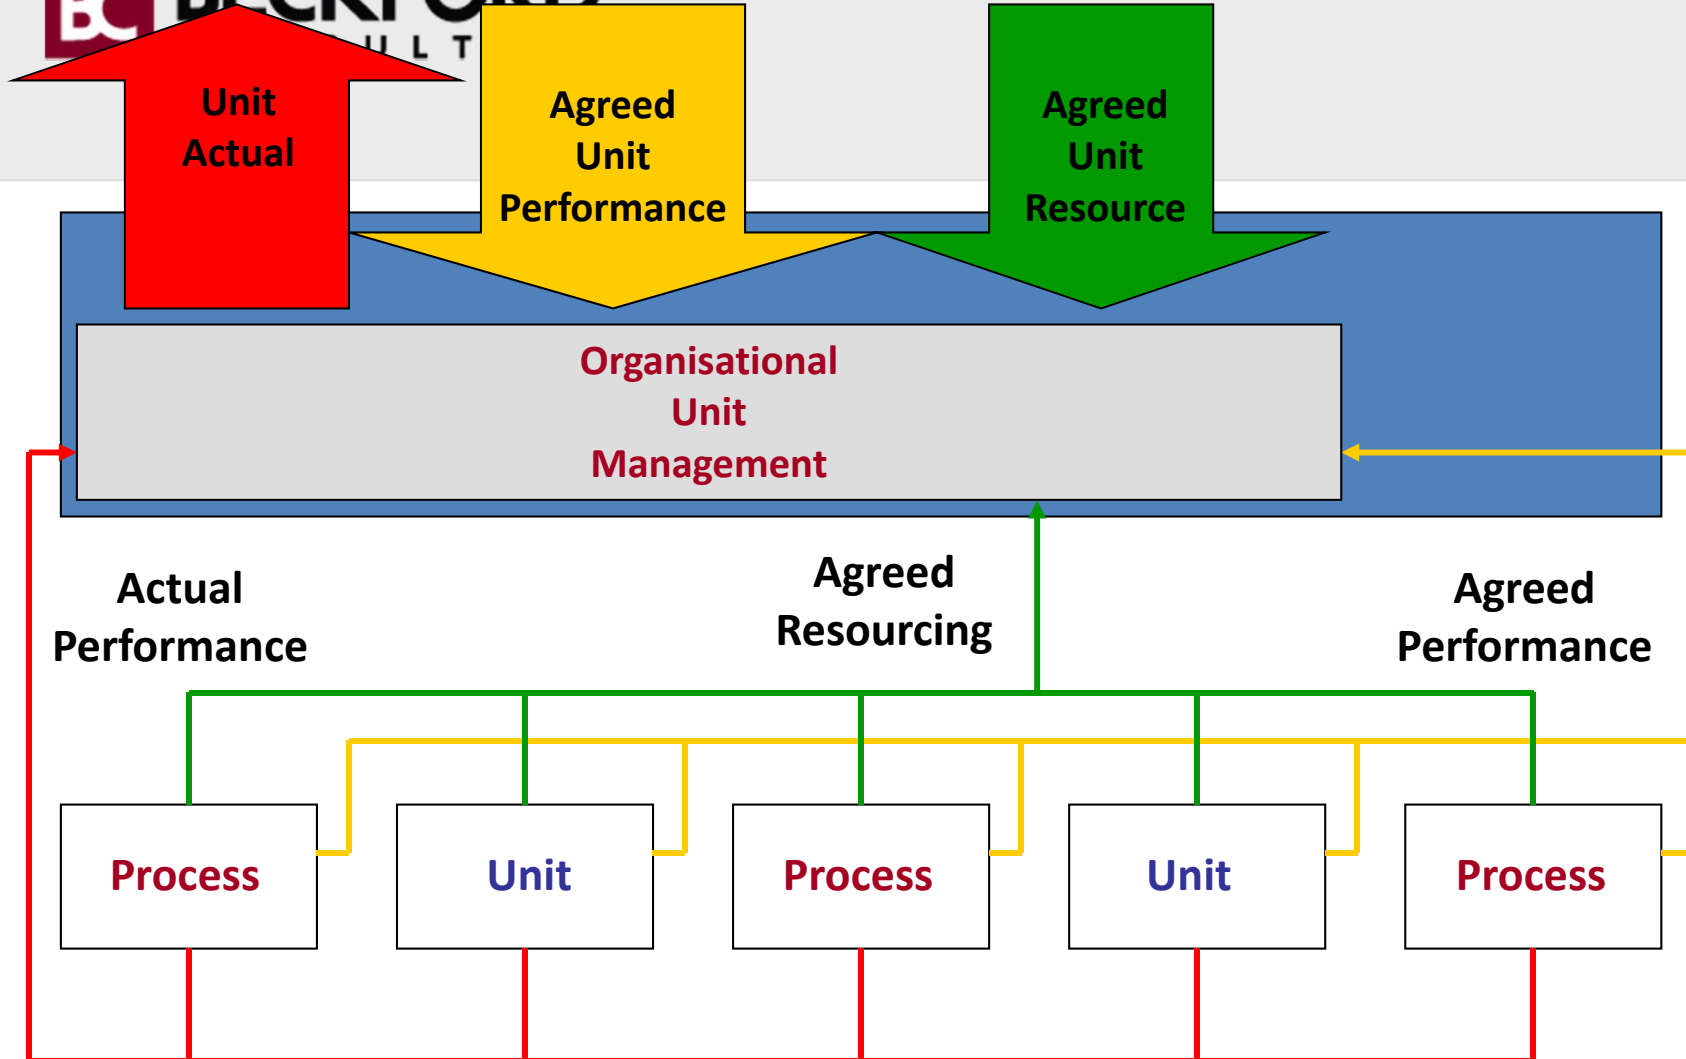 BC
Unit
Actual
Agreed
Unit
Performance
Agreed
Unit
Resource
Organisational
Unit
Management
Actual
Performance
Agreed
Resourcing
Agreed
Performance
Process
Unit
Process
Unit
Process